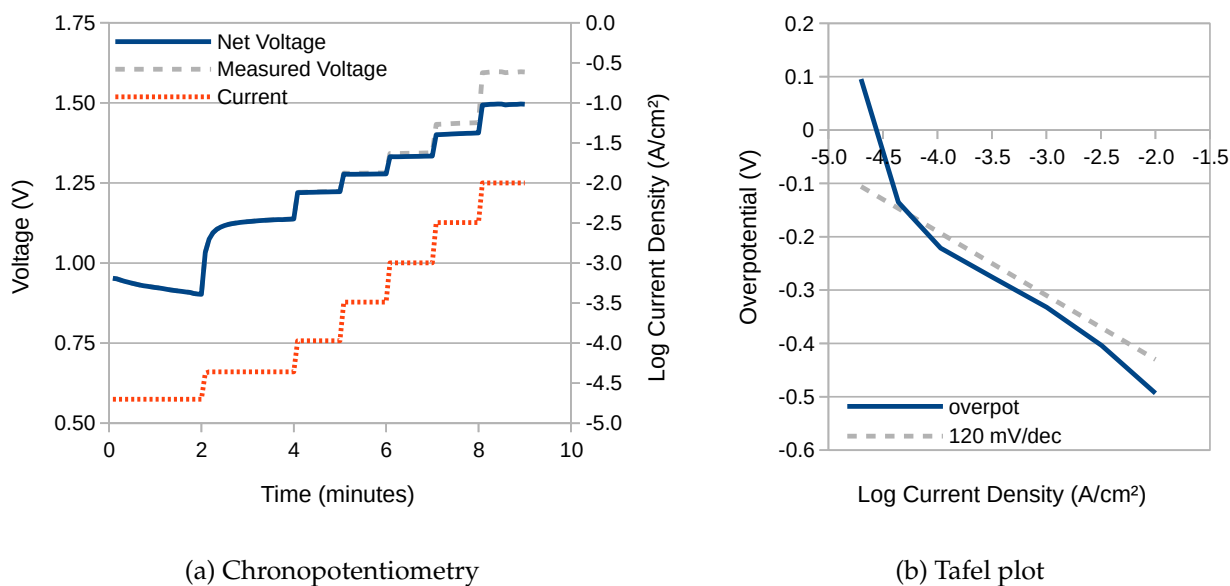 Voltage (V)
1.75
1.50
1.25
1.00
0.75
0.50
Net Voltage
Measured Voltage
Current
0.0
-0.5
-1.0
-1.5
-2.0
-2.5
-3.0
-3.5
-4.0
-4.5
-5.0
Log Current Density (A/cm²)
0 2 4 6 8 10
Time (minutes)
(a) Chronopotentiometry
Overpotential (V)
0.2
0.1
0
-0.1
-0.2
-0.3
-0.4
-0.5
-0.6
-5.0 -4.5 -4.0 -3.5 -3.0 -2.5 -2.0 -1.5
overpot
120 mV/dec
Log Current Density (A/cm²)
(b) Tafel plot